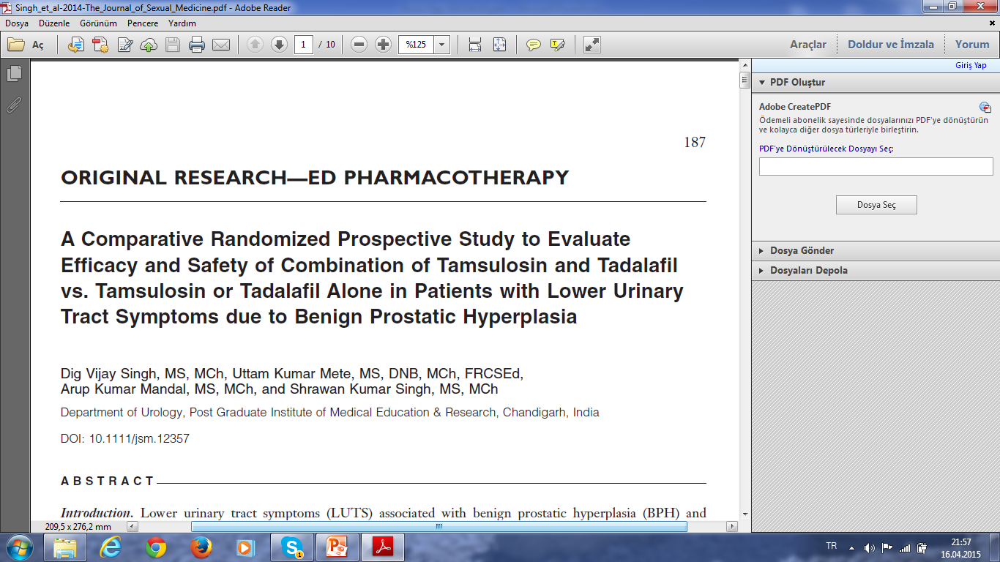 Singh_et_al-2014-The_Journal_of_Sexual_Medicine.pdf - Adobe Reader
Dosya Düzenle Görünüm Pencere Yardım
Aç 1 / 10 %125 Araçlar Doldur ve İmzala Yorum
Giriş Yap
PDF Oluştur
Adobe CreatePDF
Ödemeli abonelik sayesinde dosyalarınızı PDF'ye dönüştürün
ve kolayca diğer dosya türleriyle birleştirin.
PDF'ye Dönüştürülecek Dosyayı Seç:
Dosya Seç
Dosya Gönder
Dosyaları Depola
187
ORIGINAL RESEARCH—ED PHARMACOTHERAPY
A Comparative Randomized Prospective Study to Evaluate
Efficacy and Safety of Combination of Tamsulosin and Tadalafil
vs. Tamsulosin or Tadalafil Alone in Patients with Lower Urinary
Tract Symptoms due to Benign Prostatic Hyperplasia
Dig Vijay Singh, MS, MCh, Uttam Kumar Mete, MS, DNB, MCh, FRCSEd,
Arup Kumar Mandal, MS, MCh, and Shrawan Kumar Singh, MS, MCh
Department of Urology, Post Graduate Institute of Medical Education & Research, Chandigarh, India
DOI: 10.1111/jsm.12357
ABSTRACT
Introduction. Lower urinary tract symptoms (LUTS) associated with benign prostatic hyperplasia (BPH) and
209,5 x 276,2 mm
1
TR
21:57
16.04.2015